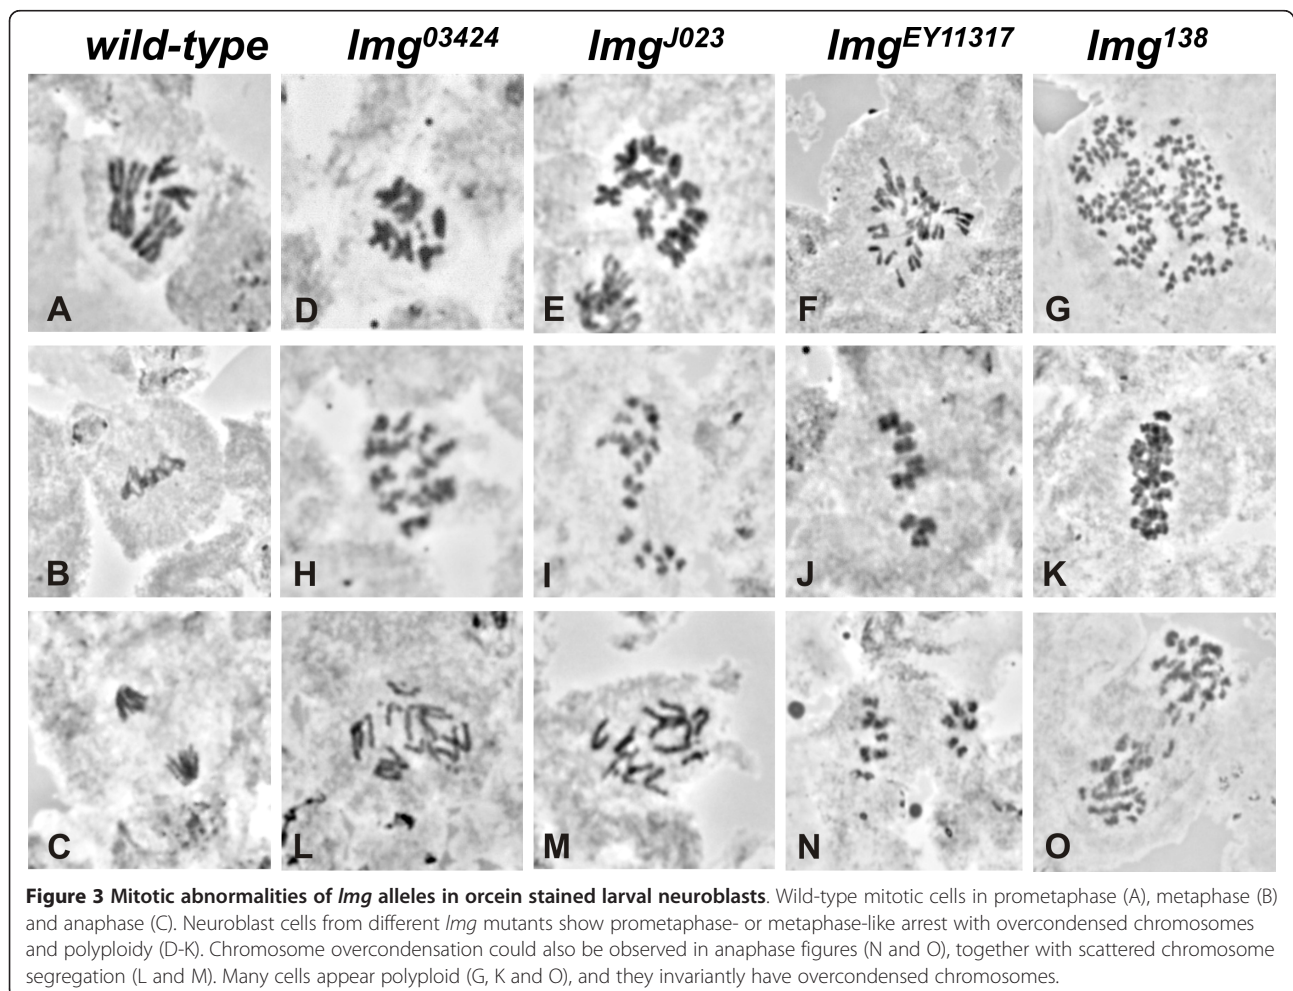 wild-type lmg03424 lmgJ023 lmgEY11317 lmg138
A D E F G
B H I J K
C L M N O
Figure 3 Mitotic abnormalities of lmg alleles in orcein stained larval neuroblasts. Wild-type mitotic cells in prometaphase (A), metaphase (B)
and anaphase (C). Neuroblast cells from different lmg mutants show prometaphase- or metaphase-like arrest with overcondensed chromosomes
and polyploidy (D-K). Chromosome overcondensation could also be observed in anaphase figures (N and O), together with scattered chromosome
segregation (L and M). Many cells appear polyploid (G, K and O), and they invariantly have overcondensed chromosomes.